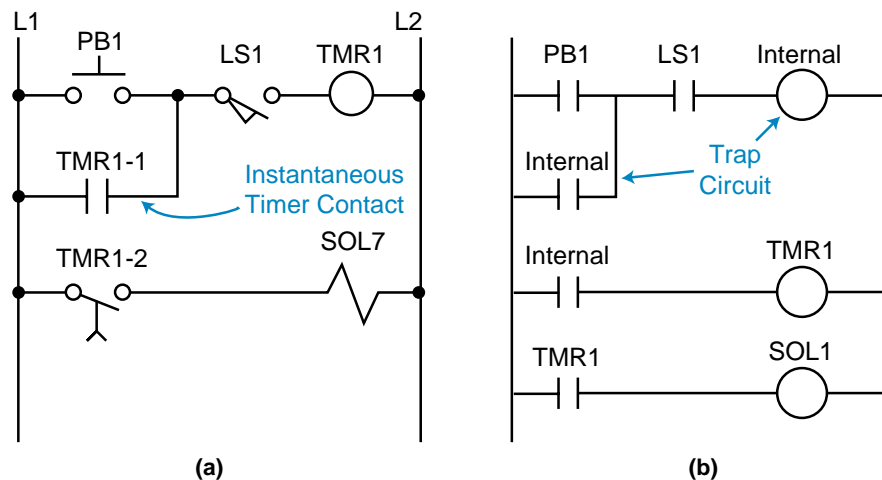 L1
L2
PB1
LS1
TMR1
TMR1-1
Instantaneous
Timer Contact
TMR1-2
SOL7
(a)
PB1
LS1
Internal
Internal
Trap
Circuit
Internal
TMR1
TMR1
SOL1
(b)